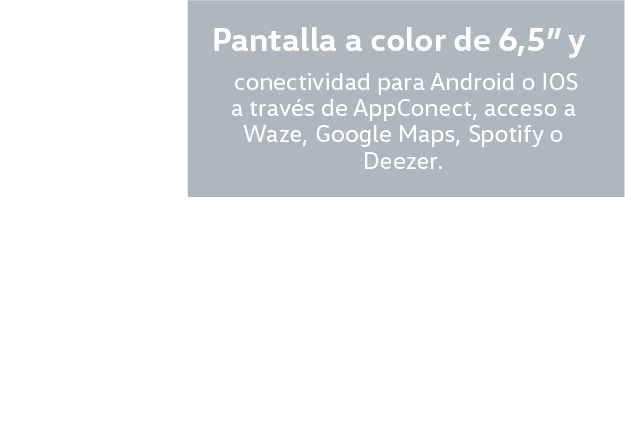 Pantalla a color de 6,5” y
conectividad para Android o IOS
a través de AppConect, acceso a
Waze, Google Maps, Spotify o
Deezer.